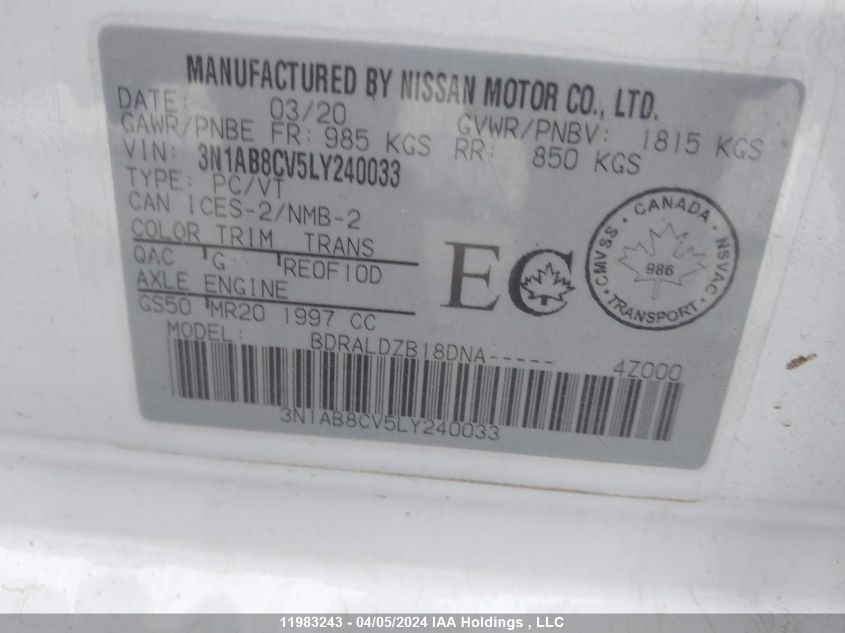 MANUFACTURED BY NISSAN MOTOR CO., LTD.
DATE: 03/20 GVWR/PNBV: 1815 KGS
GAWR/PNBE FR: 985 KGS RR: 850 KGS
VIN: 3N1AB8CV5LY240033
TYPE: PC/VT
CAN ICES-2/NMB-2
COLOR TRIM TRANS
QAC G RE0F10D
AXLE ENGINE
GS50 MR20 1997 CC
EC
CANADA
CMVSS NSVAC
986
TRANSPORT
MODEL: BDRALDZB18DNA----- 4Z000
3N1AB8CV5LY240033
11983243 - 04/05/2024 IAA Holdings , LLC